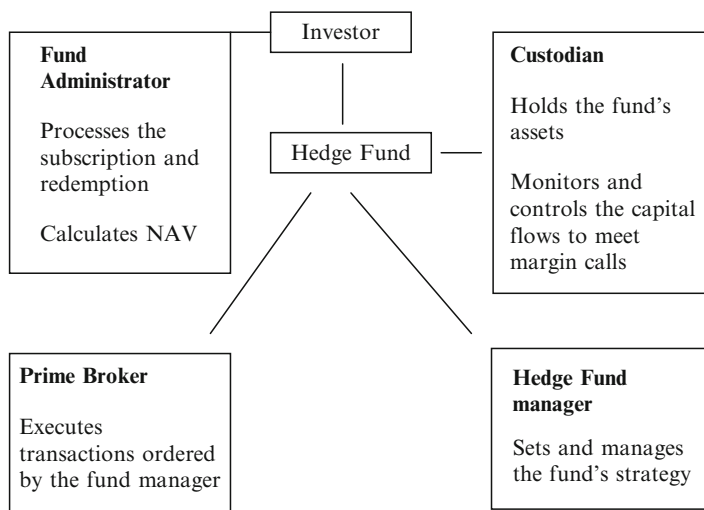 Investor
Fund
Administrator
Processes the
subscription and
redemption
Calculates NAV
Hedge Fund
Custodian
Holds the fund's
assets
Monitors and
controls the capital
flows to meet
margin calls
Prime Broker
Executes
transactions ordered
by the fund manager
Hedge Fund
manager
Sets and manages
the fund's strategy